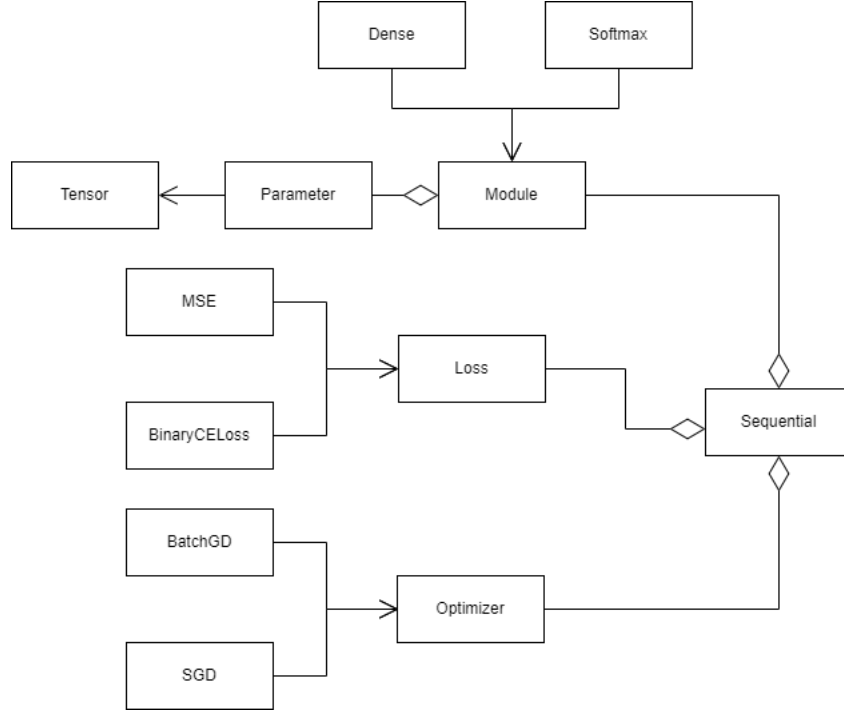 Dense
Softmax
Tensor
Parameter
Module
MSE
Loss
BinaryCELoss
Sequential
BatchGD
Optimizer
SGD